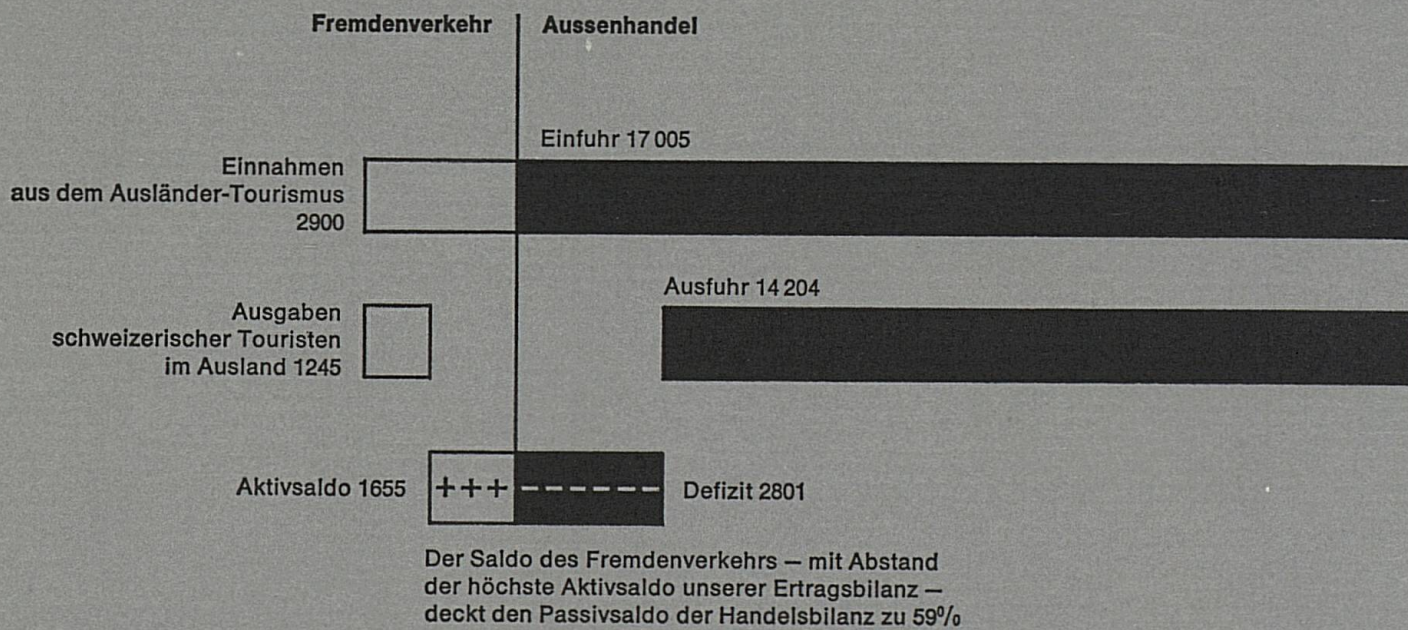 Fremdenverkehr
Aussenhandel
Einfuhr 17 005
Einnahmen
aus dem Ausländer-Tourismus
2900
Ausfuhr 14 204
Ausgaben
schweizerischer Touristen
im Ausland 1245
Aktivsaldo 1655
+++
Defizit 2801
Der Saldo des Fremdenverkehrs – mit Abstand
der höchste Aktivsaldo unserer Ertragsbilanz –
deckt den Passivsaldo der Handelsbilanz zu 59%